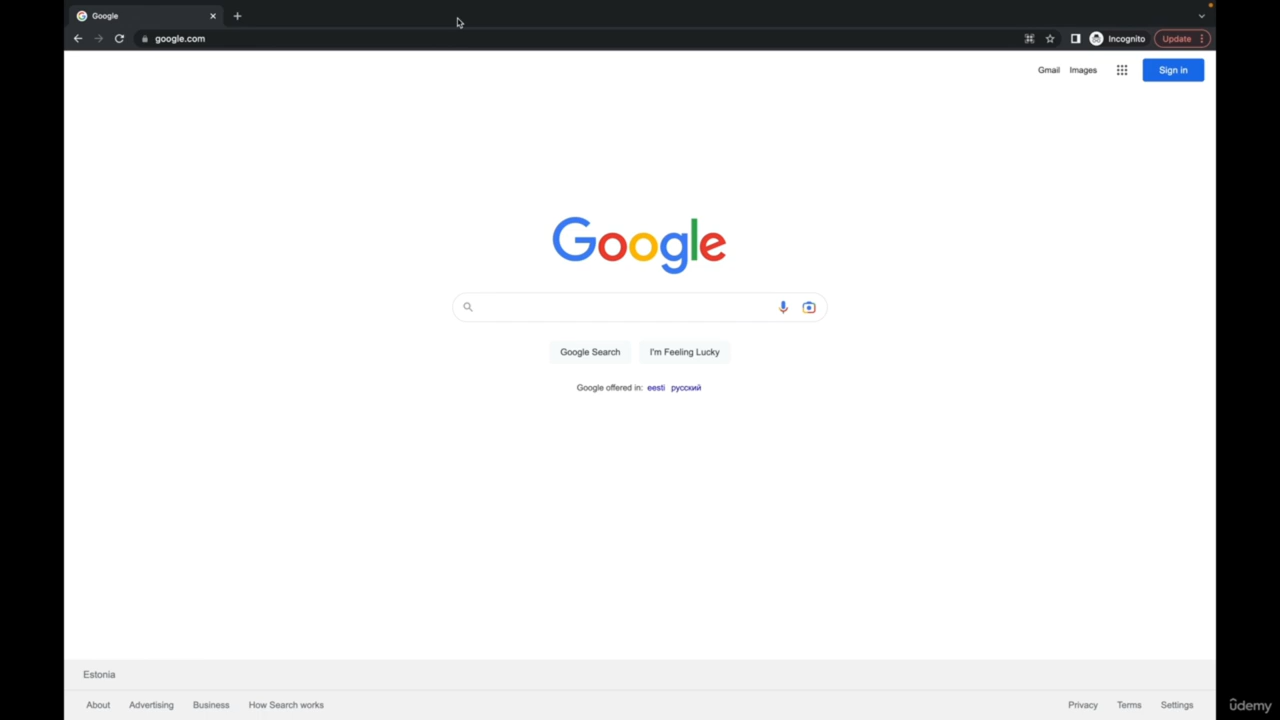 Google
google.com
Incognito
Update
Gmail Images
Sign in
Google
Google Search I'm Feeling Lucky
Google offered in: eesti русский
Estonia
About Advertising Business How Search works
Privacy Terms Settings
ûdemy